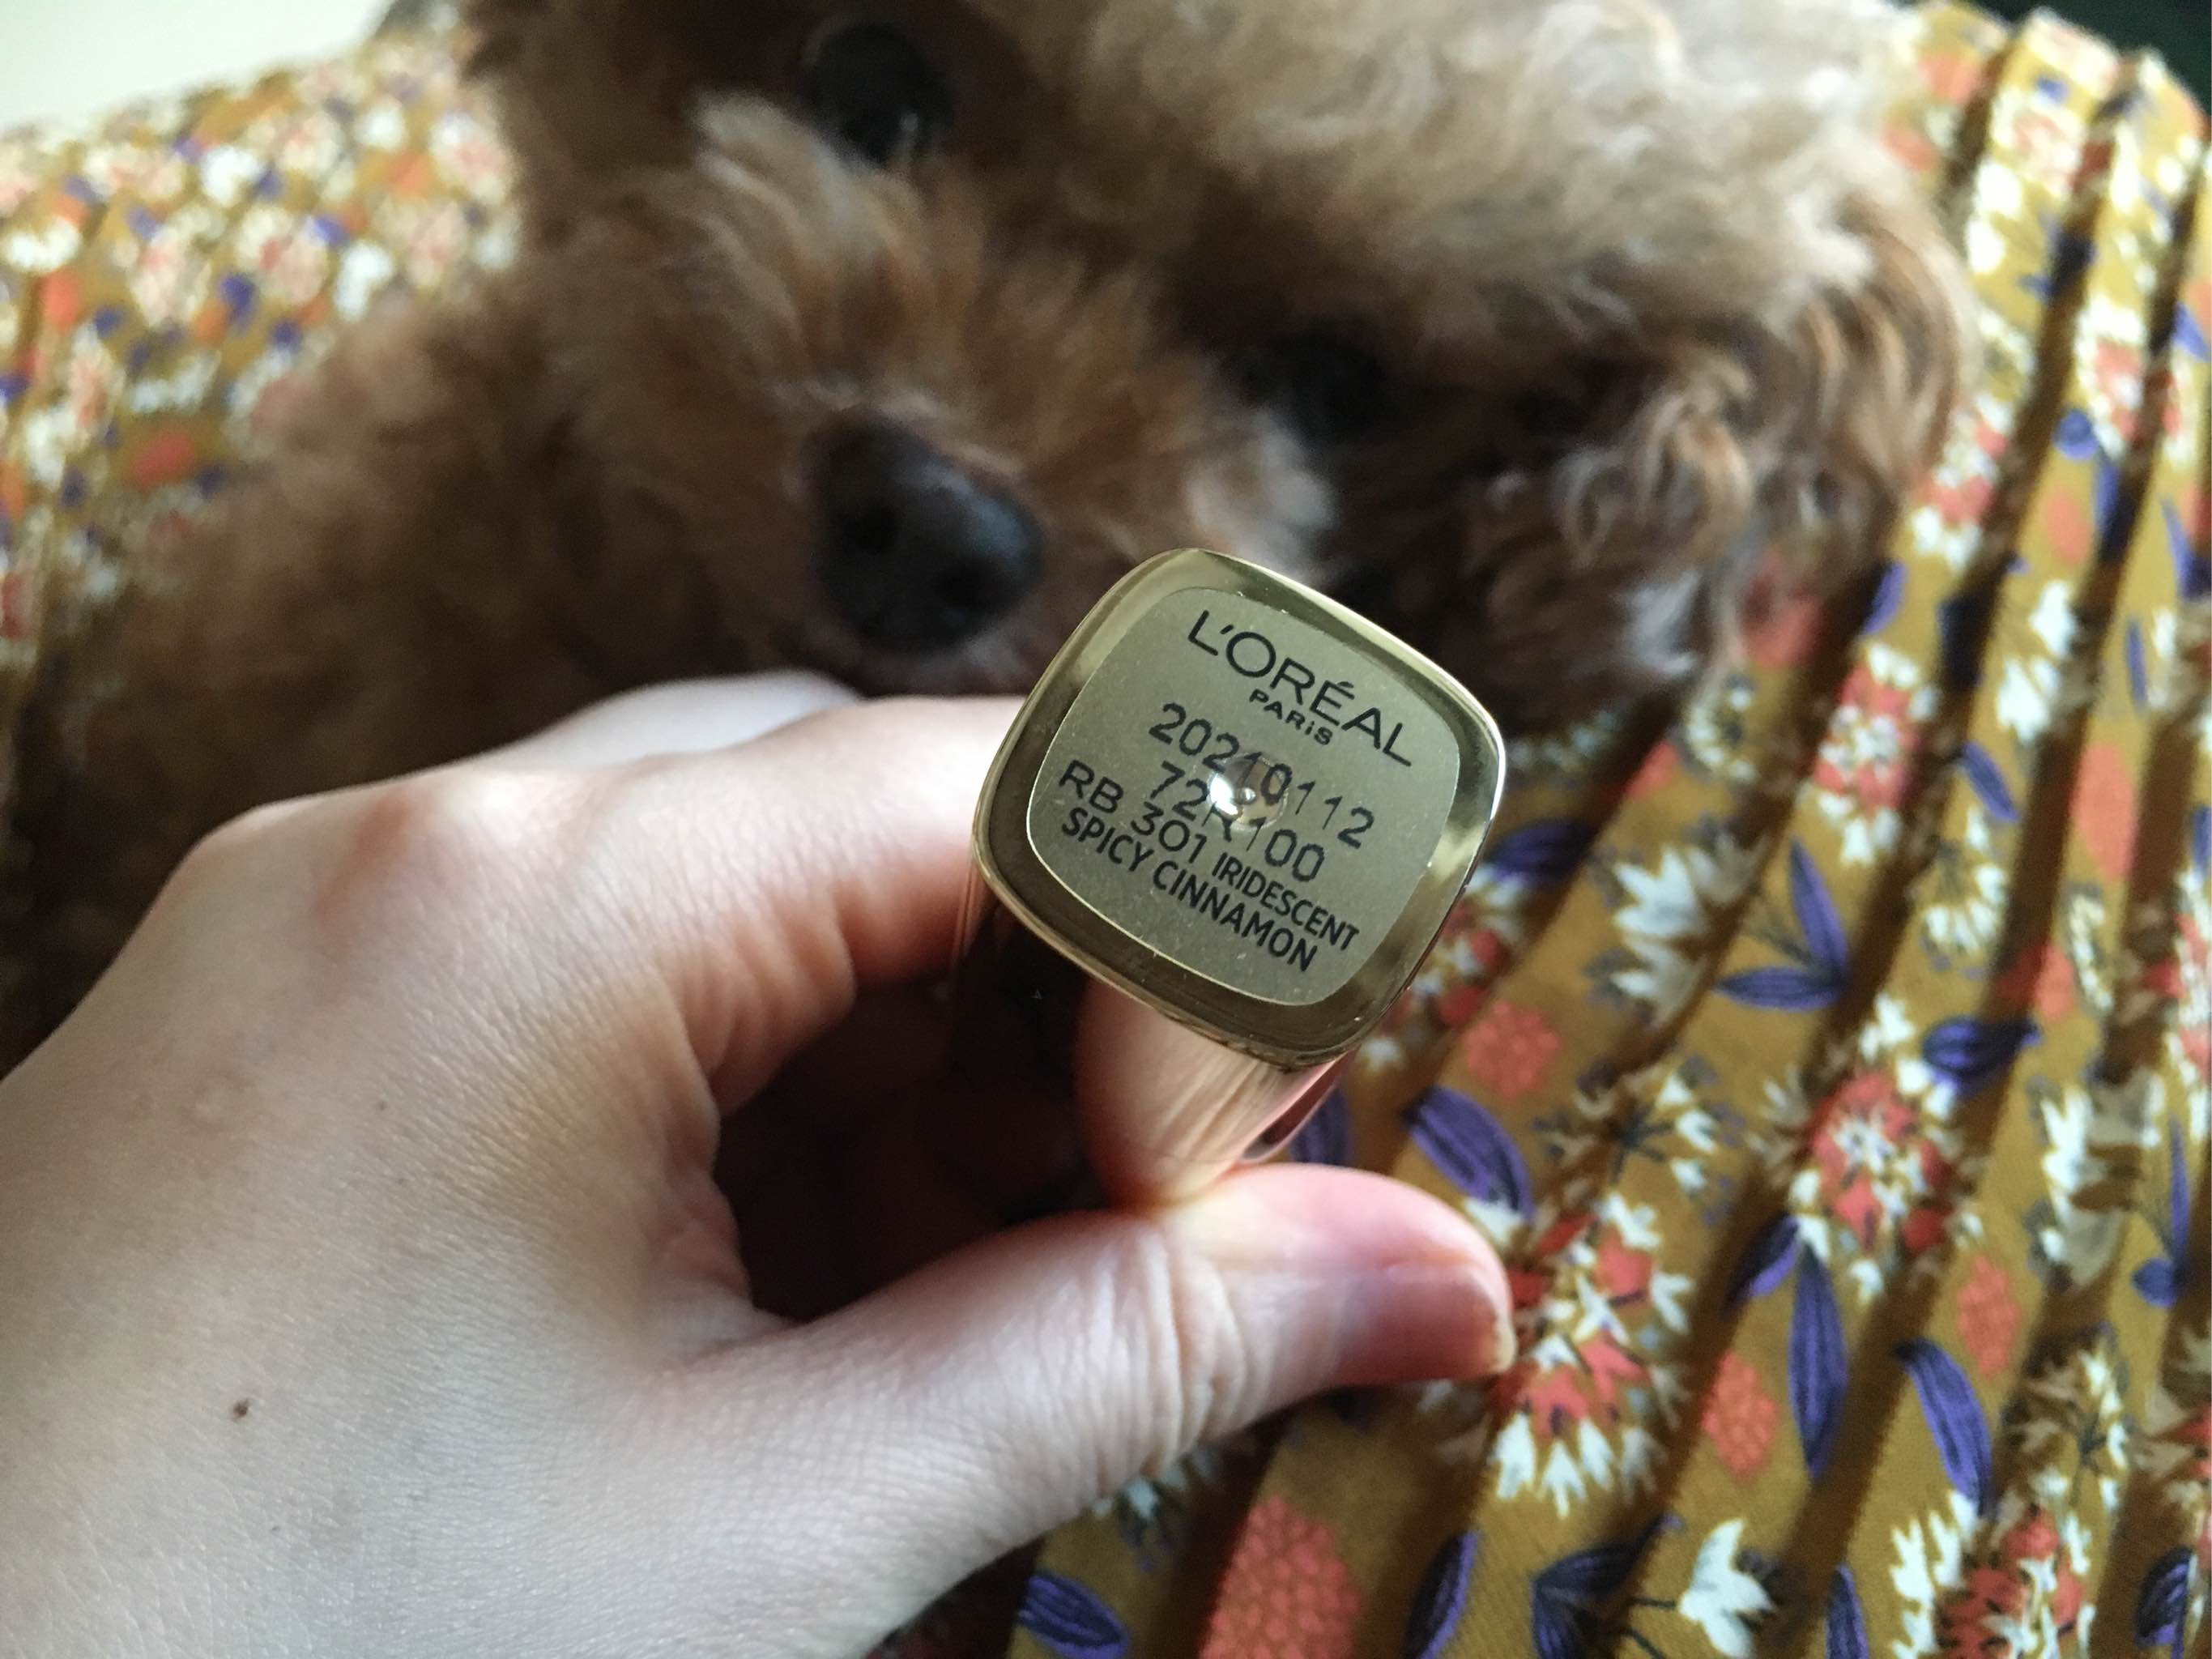 L'ORÉAL
PARiS
20210112
72R100
RB 301 IRIDESCENT
SPICY CINNAMON